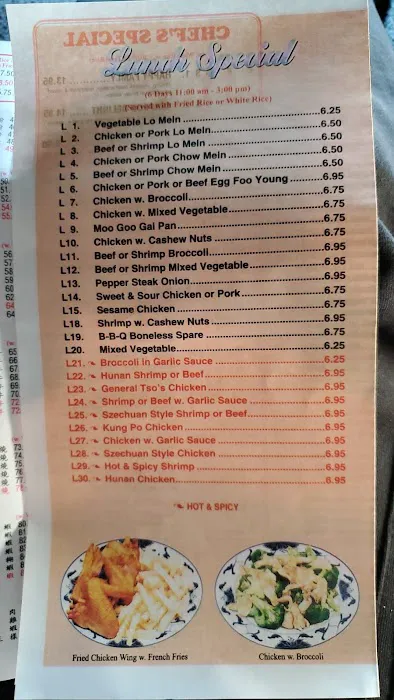 CHEF'S SPECIAL
Lunch Special
(6 Days 11:00 am - 3:00 pm)
(Served with Fried Rice or White Rice)
L 1. Vegetable Lo Mein ........ 6.25
L 2. Chicken or Pork Lo Mein ........ 6.50
L 3. Beef or Shrimp Lo Mein ........ 6.50
L 4. Chicken or Pork Chow Mein ........ 6.50
L 5. Beef or Shrimp Chow Mein ........ 6.50
L 6. Chicken or Pork or Beef Egg Foo Young ........ 6.95
L 7. Chicken w. Broccoli ........ 6.75
L 8. Chicken w. Mixed Vegetable ........ 6.75
L 9. Moo Goo Gai Pan ........ 6.75
L10. Chicken w. Cashew Nuts ........ 6.75
L11. Beef or Shrimp Broccoli ........ 6.95
L12. Beef or Shrimp Mixed Vegetable ........ 6.95
L13. Pepper Steak Onion ........ 6.95
L14. Sweet & Sour Chicken or Pork ........ 6.75
L15. Sesame Chicken ........ 6.75
L18. Shrimp w. Cashew Nuts ........ 6.95
L19. B-B-Q Boneless Spare ........ 6.75
L20. Mixed Vegetable ........ 6.25
L21. Broccoli in Garlic Sauce ........ 6.25
L22. Hunan Shrimp or Beef ........ 6.95
L23. General Tso's Chicken ........ 6.95
L24. Shrimp or Beef w. Garlic Sauce ........ 6.95
L25. Szechuan Style Shrimp or Beef ........ 6.95
L26. Kung Po Chicken ........ 6.95
L27. Chicken w. Garlic Sauce ........ 6.95
L28. Szechuan Style Chicken ........ 6.95
L29. Hot & Spicy Shrimp ........ 6.95
L30. Hunan Chicken ........ 6.95
HOT & SPICY
Fried Chicken Wing w. French Fries
Chicken w. Broccoli